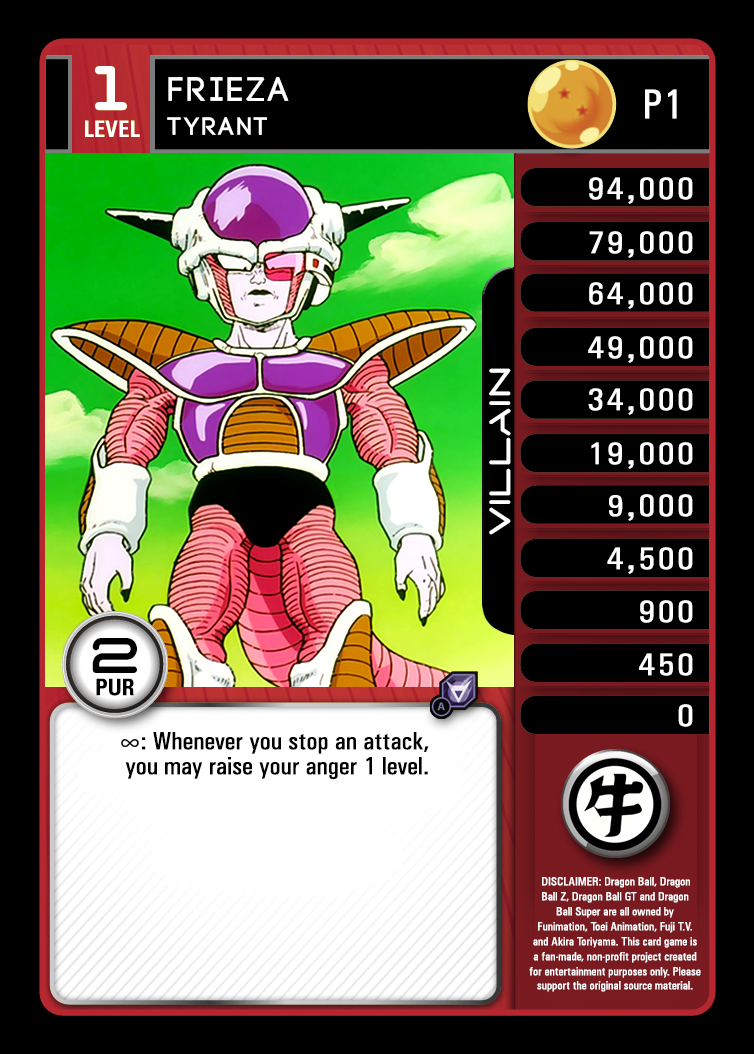 1
LEVEL
FRIEZA
TYRANT
P1
94,000
79,000
64,000
49,000
34,000
19,000
9,000
4,500
900
450
0
VILLAIN
2
PUR
A
∞: Whenever you stop an attack,
you may raise your anger 1 level.
牛
DISCLAIMER: Dragon Ball, Dragon
Ball Z, Dragon Ball GT and Dragon
Ball Super are all owned by
Funimation, Toei Animation, Fuji T.V.
and Akira Toriyama. This card game is
a fan-made, non-profit project created
for entertainment purposes only. Please
support the original source material.